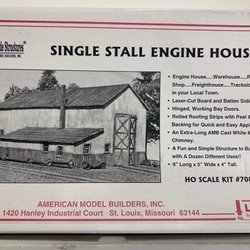 e Structures®
SINGLE STALL ENGINE HOUS
• Engine House.....Warehouse.....R
Shop.....Freighthouse....Trackside
in your Local Town.
• Laser-Cut Board and Batten Sidi
• Hinged, Working Bay Doors.
• Rolled Roofing Strips with Peel &
Backing for Quick and Easy Appl
• An Extra-Long AMB Cast White M
Chimney.
• A Fun and Simple Structure to Bu
with A Dozen Different Uses!!
• 9" Long x 5" Wide x 4" Tall.
AMERICAN MODEL BUILDERS, INC.
1420 Hanley Industrial Court St. Louis, Missouri 63144
HO SCALE KIT #70